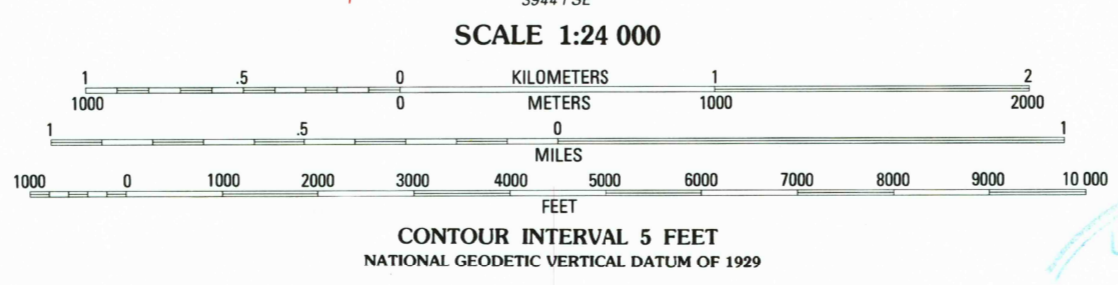 SCALE 1:24 000
1 .5 0 KILOMETERS 1 2
1000 0 METERS 1000 2000
1 .5 0 1
MILES
1000 0 1000 2000 3000 4000 5000 6000 7000 8000 9000 10 000
FEET
CONTOUR INTERVAL 5 FEET
NATIONAL GEODETIC VERTICAL DATUM OF 1929